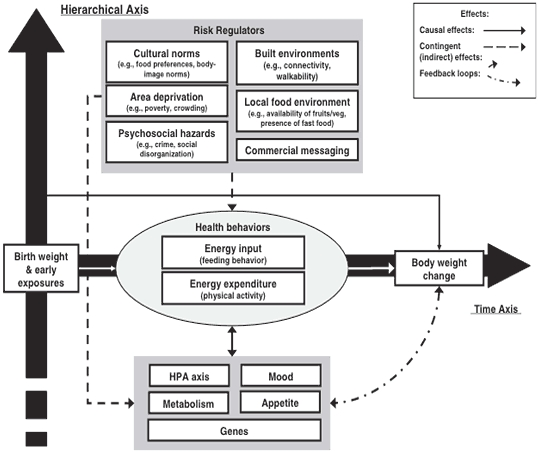 Hierarchical Axis
Effects:
Causal effects:
Contingent
(indirect) effects:
Feedback loops:
Risk Regulators
Cultural norms
(e.g., food preferences, body-
image norms)
Built environments
(e.g., connectivity,
walkability)
Area deprivation
(e.g., poverty, crowding)
Local food environment
(e.g., availability of fruits/veg,
presence of fast food)
Psychosocial hazards
(e.g., crime, social
disorganization)
Commercial messaging
Health behaviors
Energy input
(feeding behavior)
Energy expenditure
(physical activity)
Birth weight
& early
exposures
Body weight
change
Time Axis
HPA axis
Mood
Metabolism
Appetite
Genes